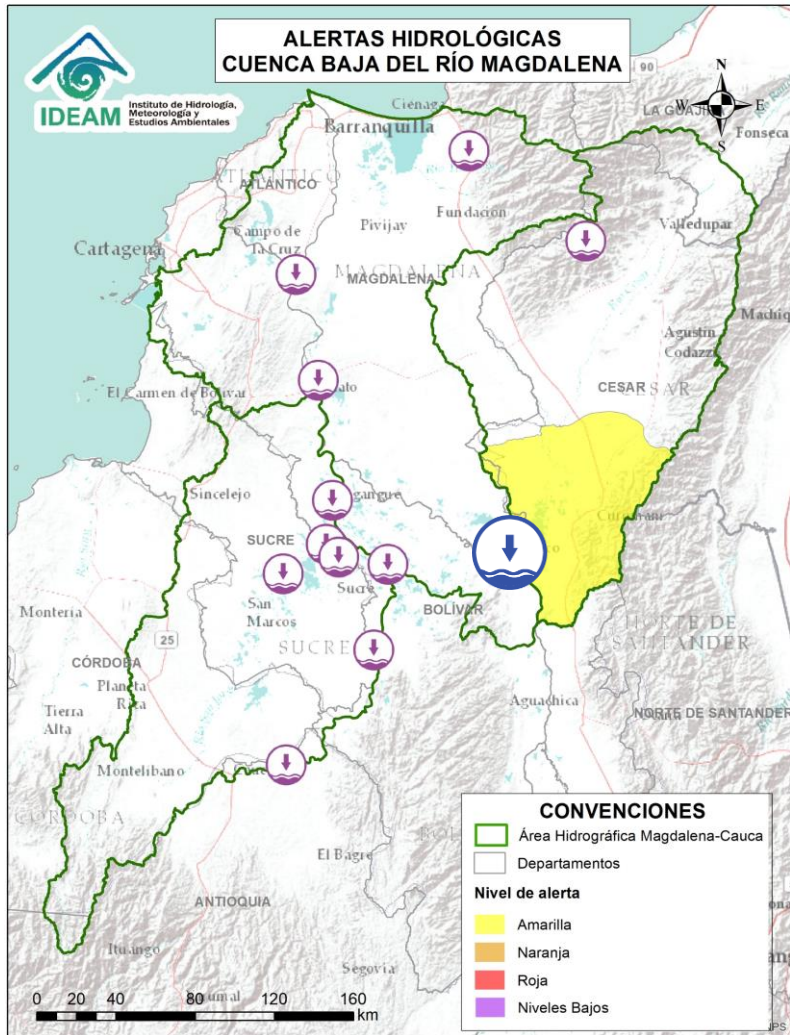 ALERTAS HIDROLÓGICAS
CUENCA BAJA DEL RÍO MAGDALENA
IDEAM
Instituto de Hidrología,
Meteorología y
Estudios Ambientales
N
W E
S
90
LA GUAJIRA
Fonseca
Ciénaga
Barranquilla
ATLÁNTICO
ATLÁNTICO
Fundación
Pivijay
Valledupar
Campo de
la Cruz
Cartagena
MAGDALENA
MAGDALENA
Machiq
Agustín
Codazzi
El Carmen de Bolívar
CESAR
CESAR
Sincelejo
gangué
SUCRE
Sucre
San
Marcos
BOLÍVAR
Montería
25
SUCRE
NORTE DE
SANTANDER
CÓRDOBA
Planeta
Rica
Tierra
Alta
Aguachica
NORTE DE SANTANDER
Montelíbano
CÓRDOBA
El Bagre
ANTIOQUIA
Ituango
Segovia
CONVENCIONES
Área Hidrográfica Magdalena-Cauca
Departamentos
Nivel de alerta
Amarilla
Naranja
Roja
Niveles Bajos
0 20 40 80 120 160
km